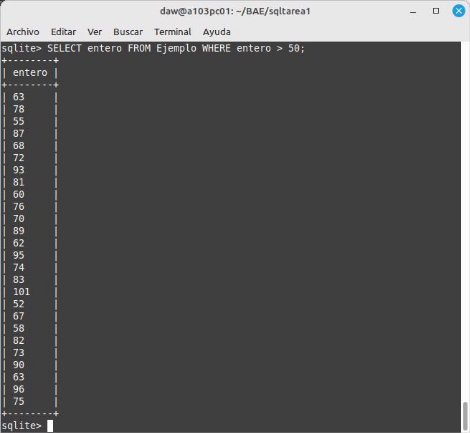 daw@a103pc01: ~/BAE/sqltarea1
Archivo Editar Ver Buscar Terminal Ayuda
sqlite> SELECT entero FROM Ejemplo WHERE entero > 50;
+--------+
| entero |
+--------+
| 63     |
| 78     |
| 55     |
| 87     |
| 68     |
| 72     |
| 93     |
| 81     |
| 60     |
| 76     |
| 70     |
| 89     |
| 62     |
| 95     |
| 74     |
| 83     |
| 101    |
| 52     |
| 67     |
| 58     |
| 82     |
| 73     |
| 90     |
| 63     |
| 96     |
| 75     |
+--------+
sqlite>